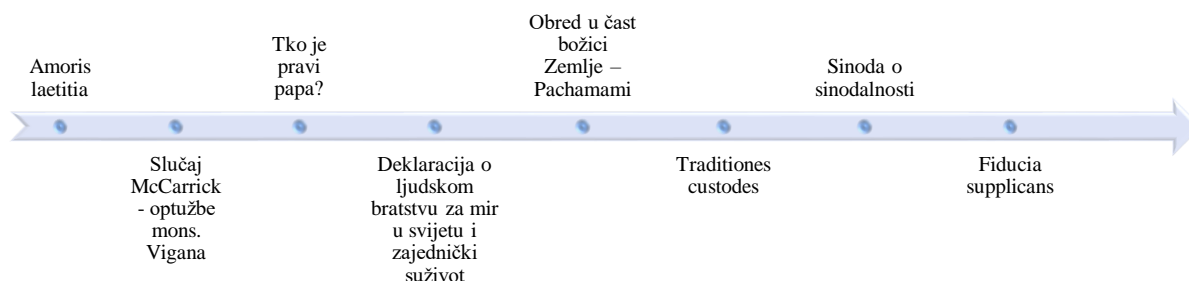 Amoris
laetitia
Slučaj
McCarrick
- optužbe
mons.
Vigana
Tko je
pravi
papa?
Deklaracija o
ljudskom
bratstvu za mir
u svijetu i
zajednički
suživot
Obred u čast
božici
Zemlje –
Pachamami
Traditiones
custodes
Sinoda o
sinodalnosti
Fiducia
supplicans